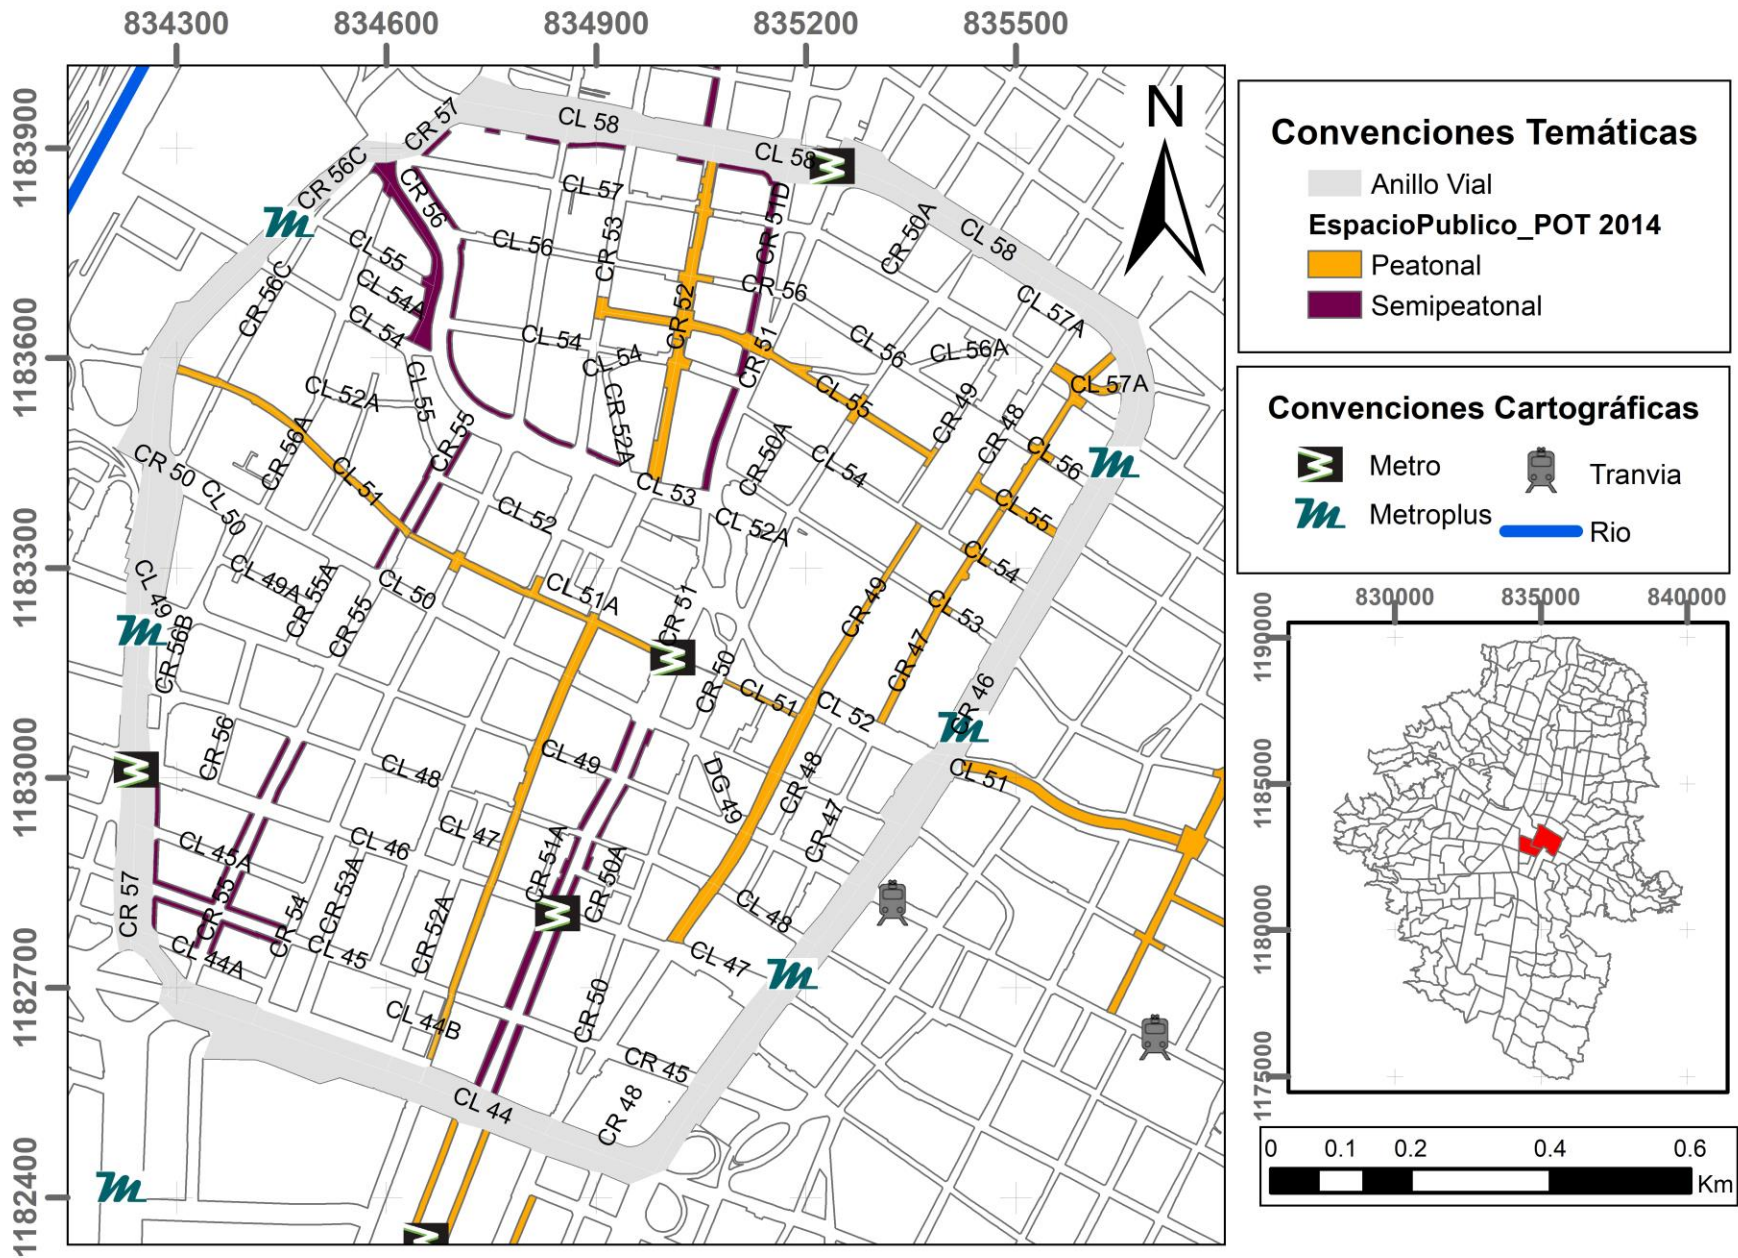 834300 834600 834900 835200 835500
1183900
1183600
1183300
1183000
1182700
1182400
N
CR 57
CL 58
CL 58
CR 56C
CR 56
CL 57
CR 53
CR 51D
CR 50A
CL 58
CL 55
CL 56
CR 56C
CL 54A
CL 54
CR 52
CR 56
CL 57A
CL 54
CL 54
CR 51
CL 56
CL 56A
CL 57A
CL 52A
CL 55
CR 55
CR 52A
CL 55
CR 49
CR 48
CR 50
CR 56A
CL 51
CL 53
CR 50A
CL 54
CL 56
CL 50
CL 52
CL 52A
CL 55
CL 49
CL 49A
CR 55A
CR 55
CL 50
CL 51A
CR 51
CR 49
CL 54
CL 53
CR 56B
CR 50
CL 51
CL 52
CR 47
CR 46
CR 56
CL 48
CL 49
DG 49
CR 48
CL 51
CL 45A
CL 46
CL 47
CR 51A
CR 50A
CR 47
CR 57
CR 55
CR 54
CR 53A
CR 52A
CL 48
CL 44A
CL 45
CL 47
CL 44B
CR 50
CR 45
CL 44
CR 48
Convenciones Temáticas
Anillo Vial
EspacioPublico_POT 2014
Peatonal
Semipeatonal
Convenciones Cartográficas
Metro
Tranvia
Metroplus
Rio
830000 835000 840000
1190000
1185000
1180000
1175000
0 0.1 0.2 0.4 0.6
Km